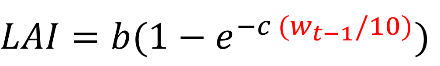 LAI = b(1 − e^{−c (w_{t−1}/10)})